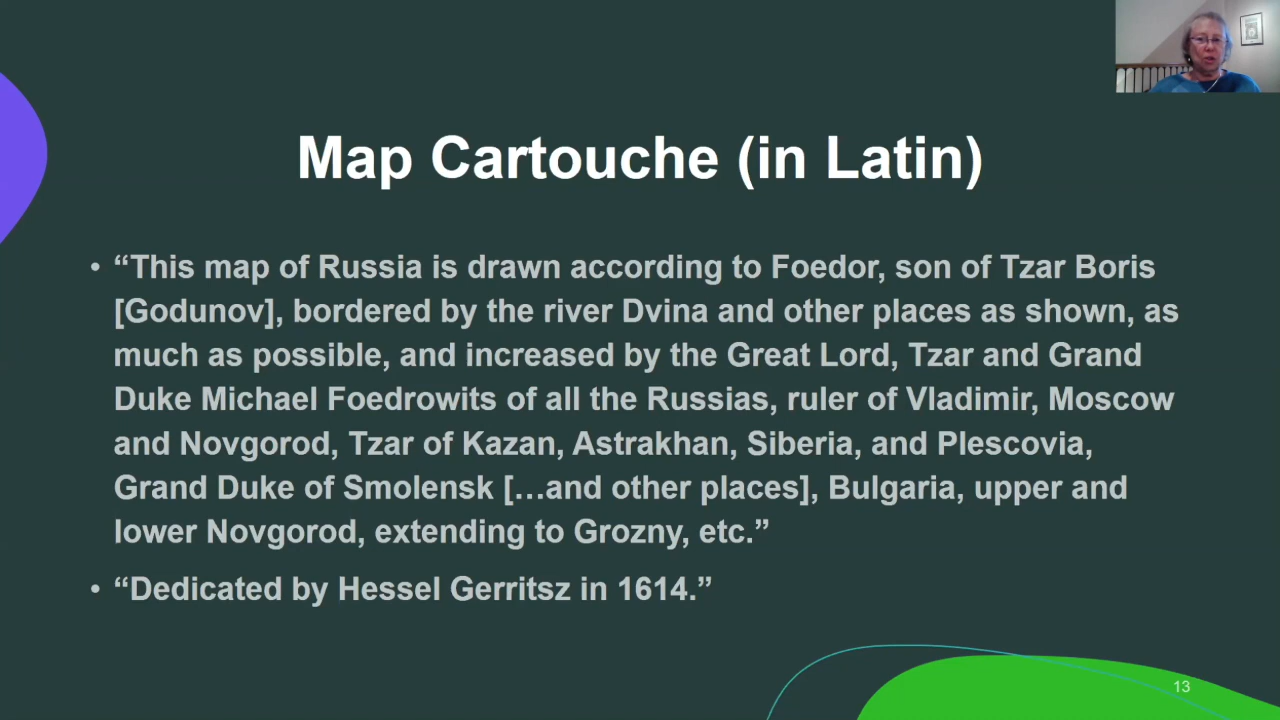 Map Cartouche (in Latin)
• “This map of Russia is drawn according to Foedor, son of Tzar Boris
[Godunov], bordered by the river Dvina and other places as shown, as
much as possible, and increased by the Great Lord, Tzar and Grand
Duke Michael Foedrowits of all the Russias, ruler of Vladimir, Moscow
and Novgorod, Tzar of Kazan, Astrakhan, Siberia, and Plescovia,
Grand Duke of Smolensk […and other places], Bulgaria, upper and
lower Novgorod, extending to Grozny, etc.”
• “Dedicated by Hessel Gerritsz in 1614.”
13